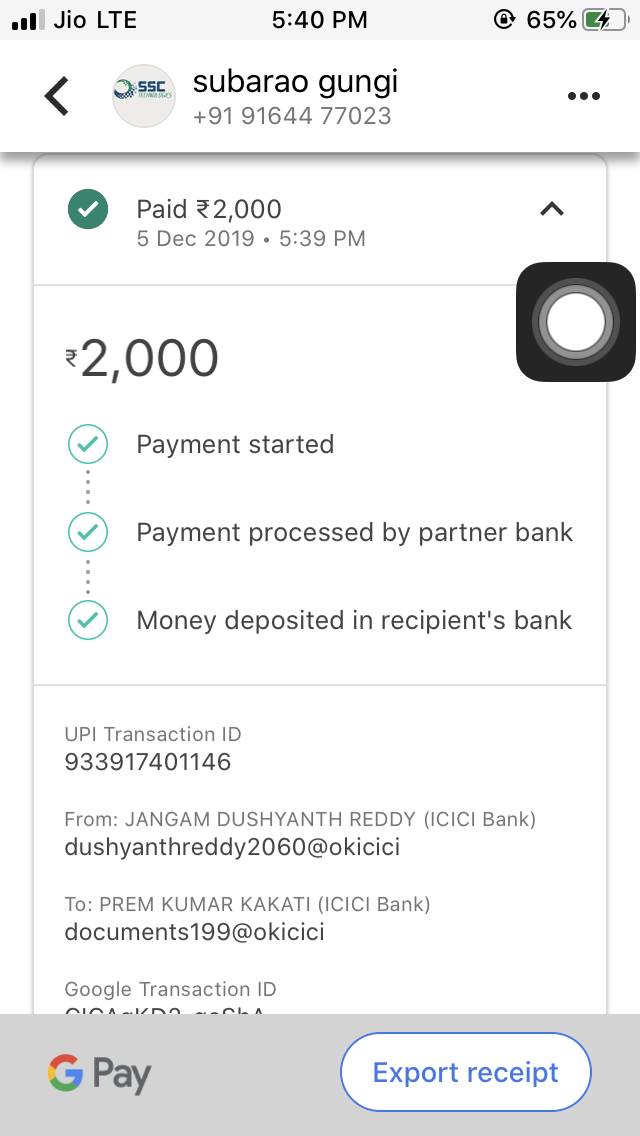 Jio LTE 5:40 PM 65%
subarao gungi
SSC
TECHNOLOGIES
+91 91644 77023
Paid ₹2,000
5 Dec 2019 • 5:39 PM
₹2,000
Payment started
Payment processed by partner bank
Money deposited in recipient's bank
UPI Transaction ID
933917401146
From: JANGAM DUSHYANTH REDDY (ICICI Bank)
dushyanthreddy2060@okicici
To: PREM KUMAR KAKATI (ICICI Bank)
documents199@okicici
Google Transaction ID
G Pay
Export receipt